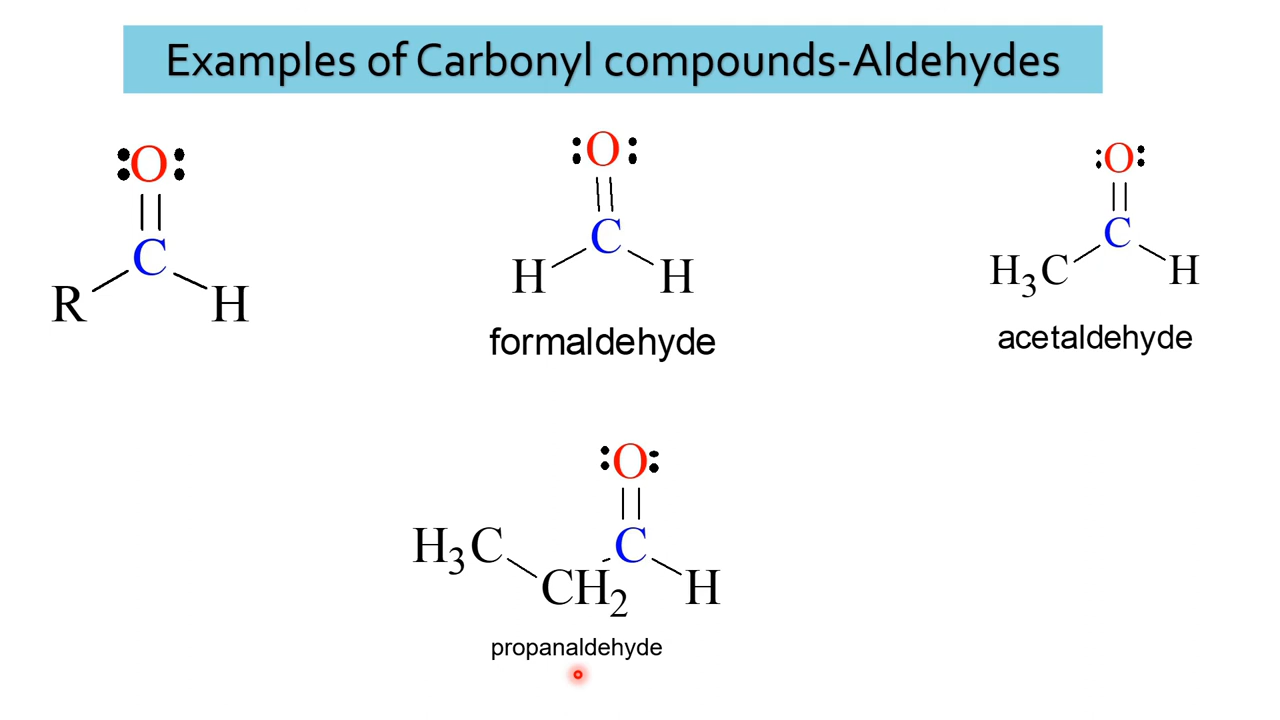 Examples of Carbonyl compounds-Aldehydes
:O:
C
R H
:O:
C
H H
formaldehyde
:O:
C
H3C H
acetaldehyde
:O:
H3C C
CH2 H
propanaldehyde